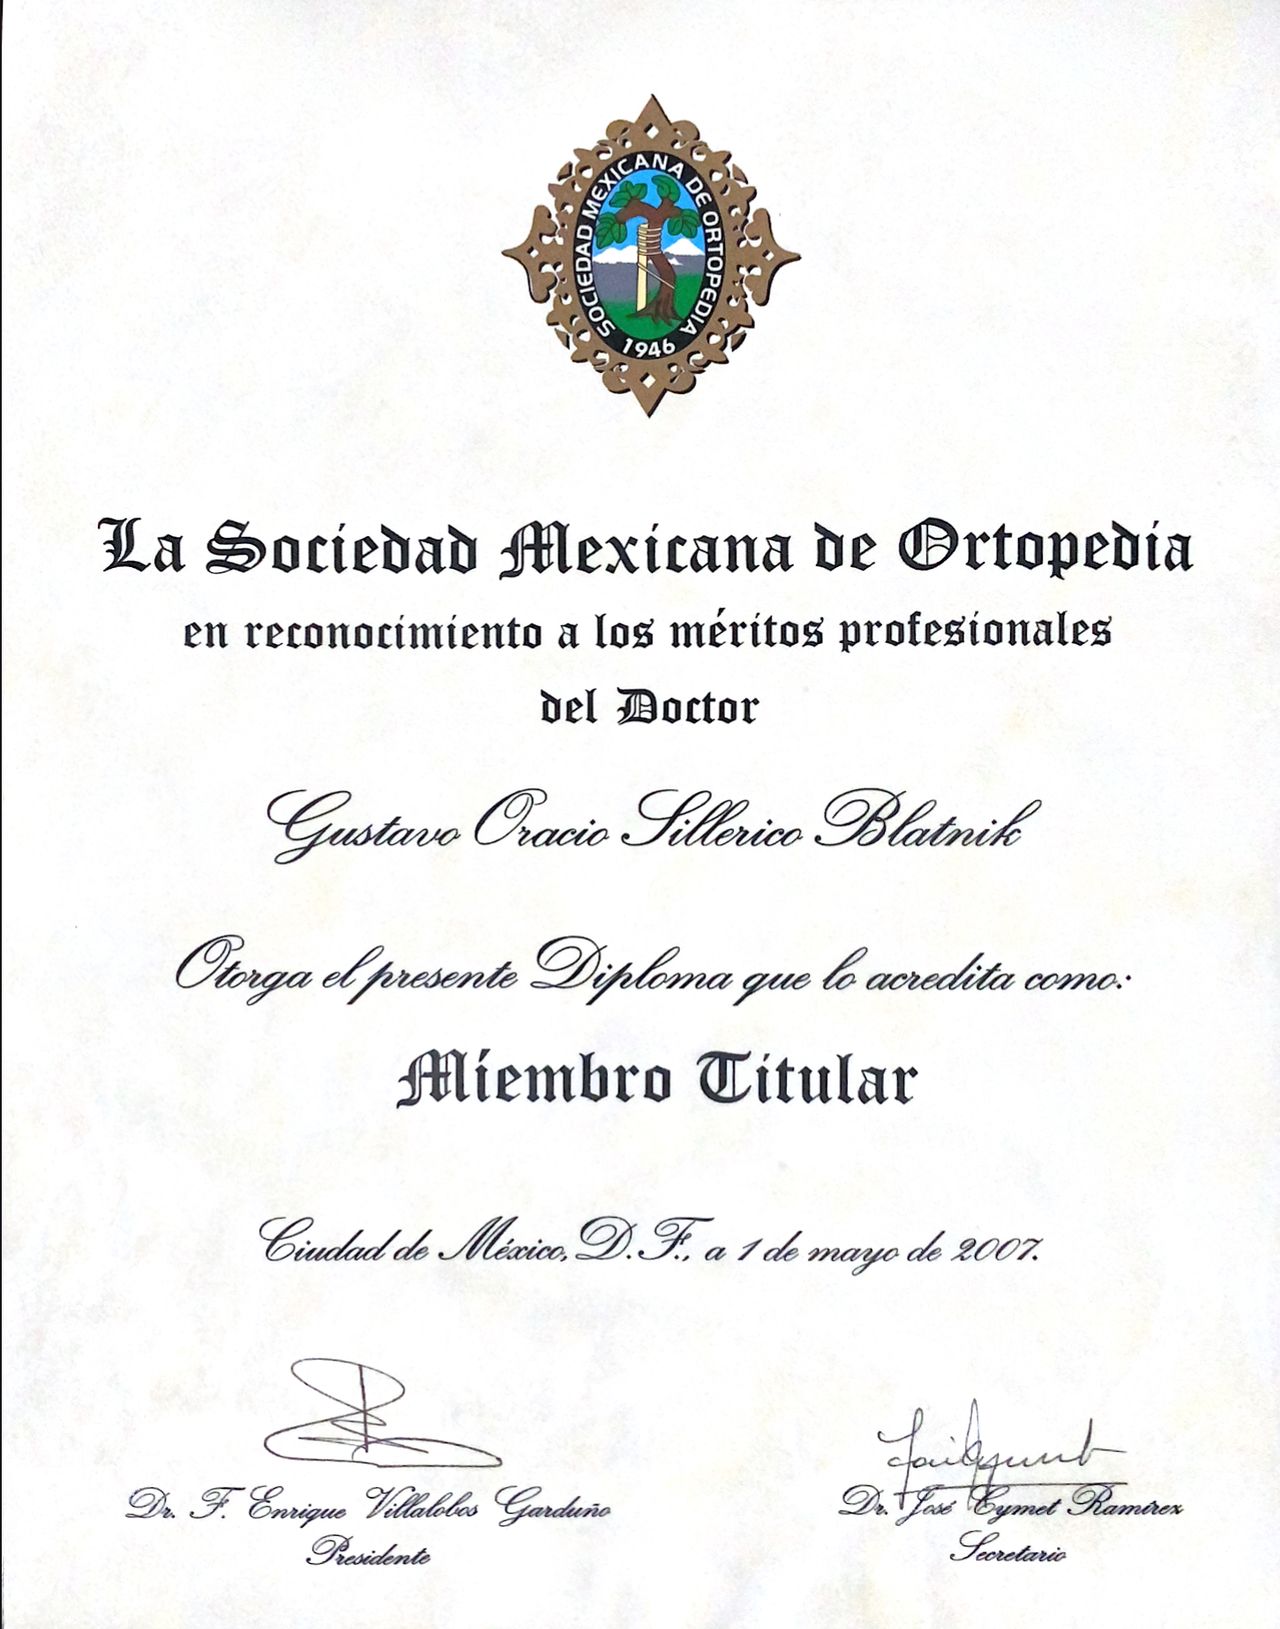 SOCIEDAD MEXICANA DE ORTOPEDIA
1946
La Sociedad Mexicana de Ortopedia
en reconocimiento a los méritos profesionales
del Doctor
Gustavo Oracio Sillerico Blatnik
Otorga el presente Diploma que lo acredita como:
Miembro Titular
Ciudad de México, D. F., a 1 de mayo de 2007.
Dr. F. Enrique Villalobos Garduño
Presidente
Dr. José Eymet Ramírez
Secretario